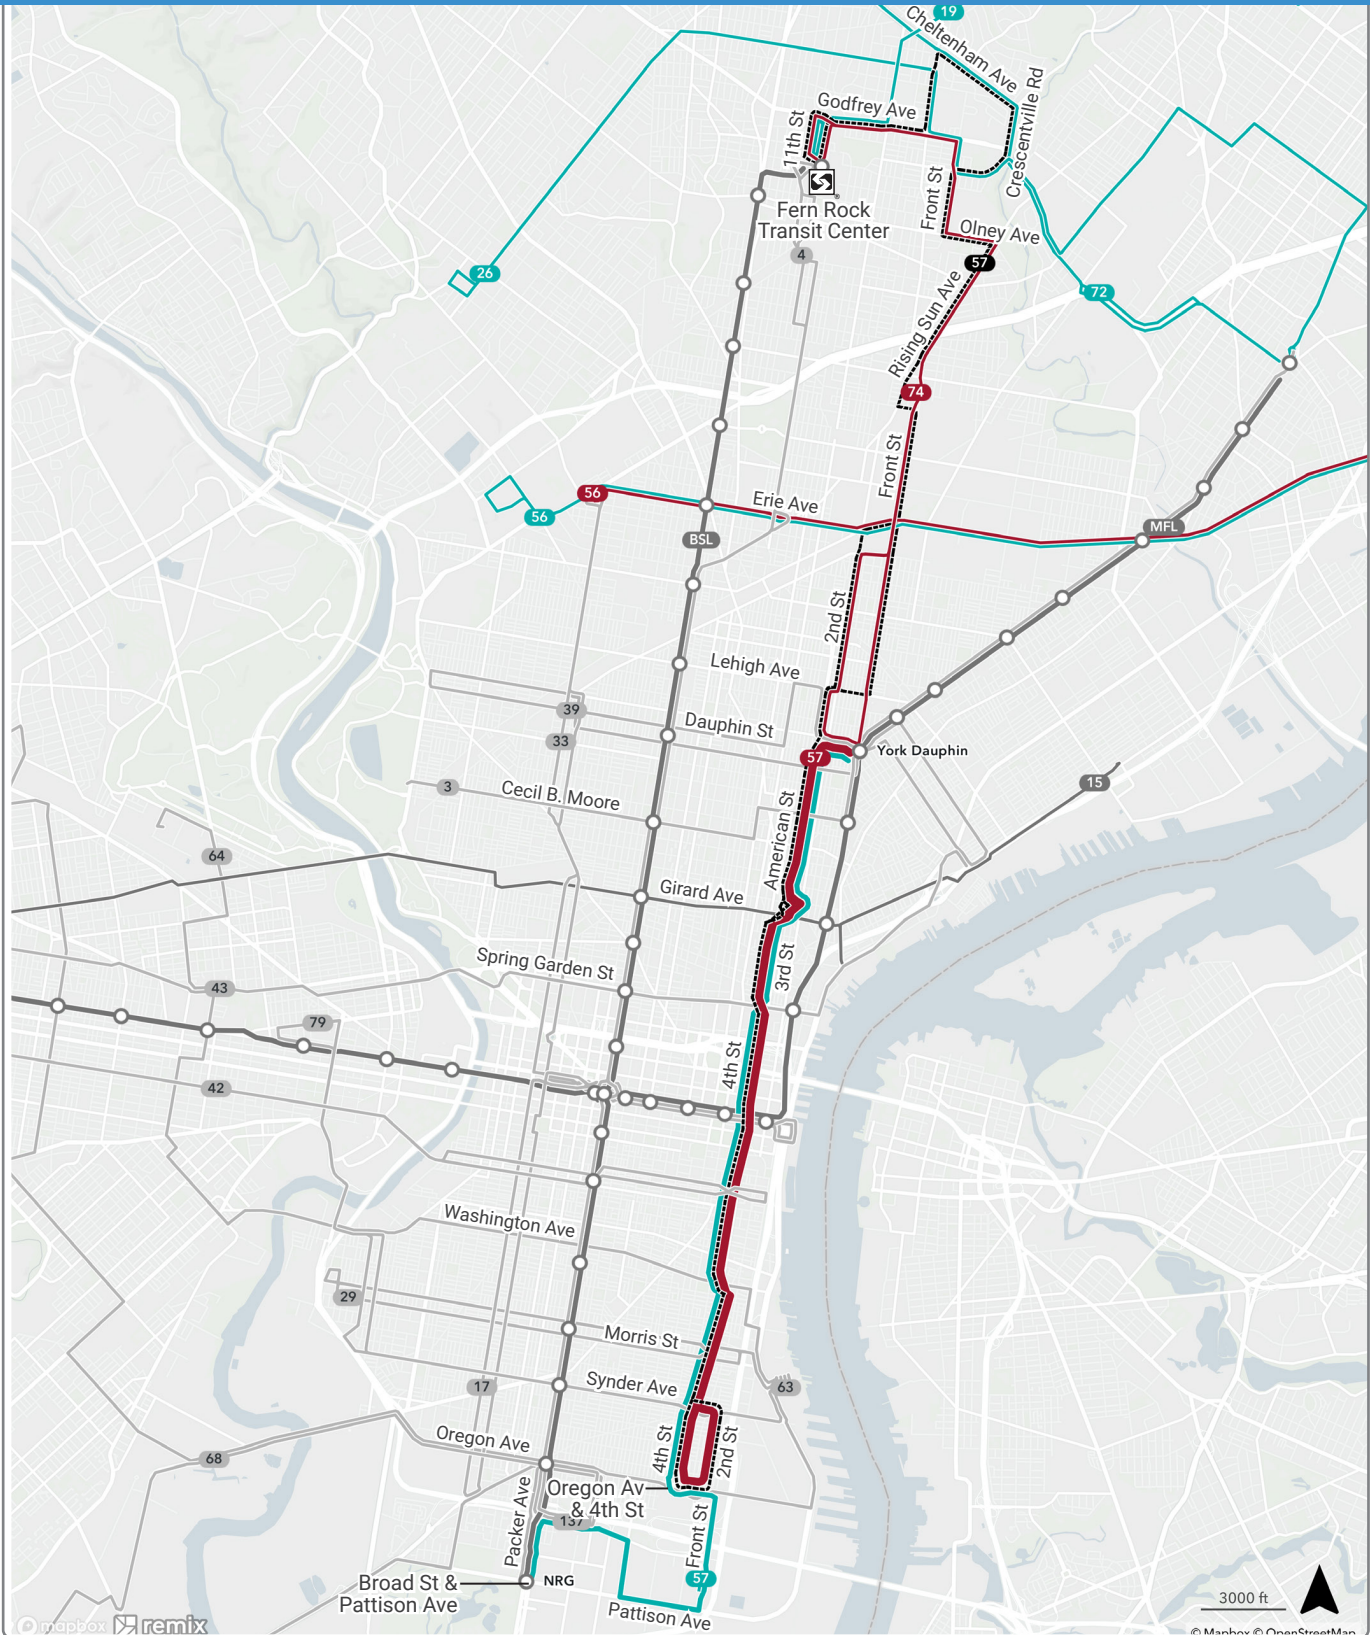 19
Cheltenham Ave
Crescentville Rd
Godfrey Ave
11th St
Fern Rock
Transit Center
Front St
Olney Ave
57
4
26
72
Rising Sun Ave
74
Front St
56
56
Erie Ave
BSL
MFL
2nd St
Lehigh Ave
39
Dauphin St
33
York Dauphin
57
15
3
Cecil B. Moore
American St
64
Girard Ave
3rd St
Spring Garden St
43
79
4th St
42
Washington Ave
29
Morris St
Synder Ave
17
63
Oregon Ave
4th St
2nd St
68
Oregon Av
& 4th St
Packer Ave
137
Front St
57
Broad St &
Pattison Ave
NRG
Pattison Ave
3000 ft
mapbox
remix
© Mapbox © OpenStreetMap